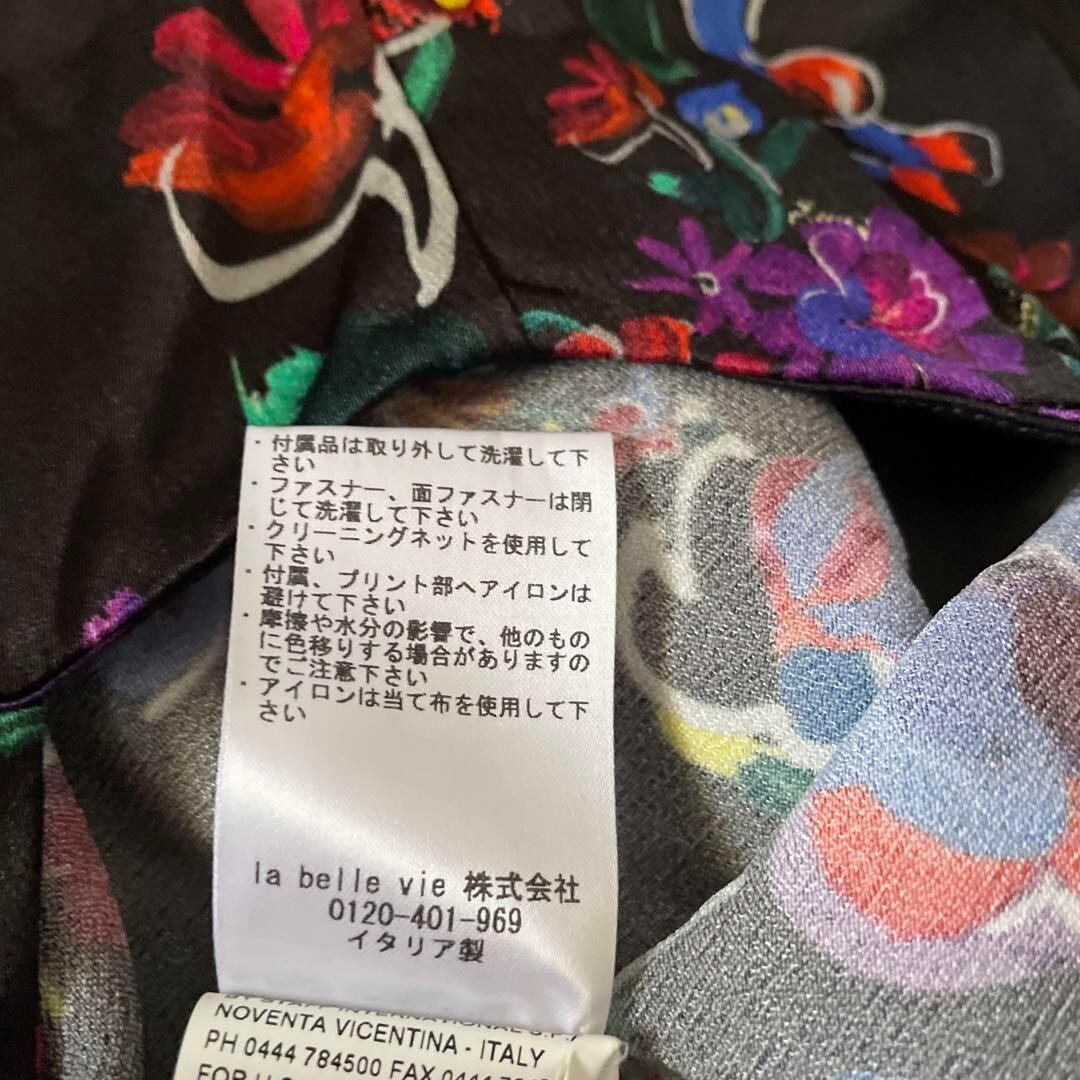 ・付属品は取り外して洗濯して下
さい
・ファスナー、面ファスナーは閉
じて洗濯して下さい
・クリーニングネットを使用して
下さい
・付属、プリント部へアイロンは
避けて下さい
・摩擦や水分の影響で、他のもの
に色移りする場合がありますの
でご注意下さい
・アイロンは当て布を使用して下
さい
la belle vie 株式会社
0120-401-969
イタリア製
INTERNATIONAL
NOVENTA VICENTINA - ITALY
PH 0444 784500 FAX 0444
FOR U.S.